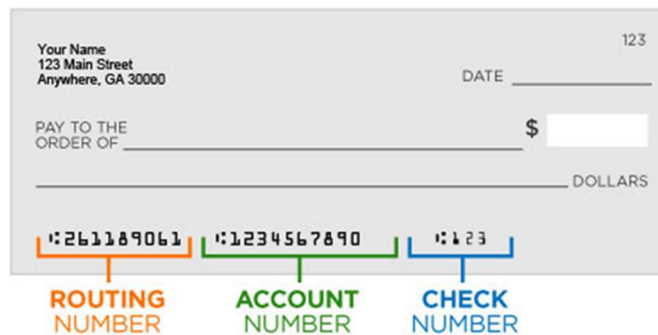 123
Your Name
123 Main Street
Anywhere, GA 30000
DATE
PAY TO THE
ORDER OF
$
DOLLARS
⑆261189061 ⑆1234567890 ⑆123
ROUTING
NUMBER
ACCOUNT
NUMBER
CHECK
NUMBER